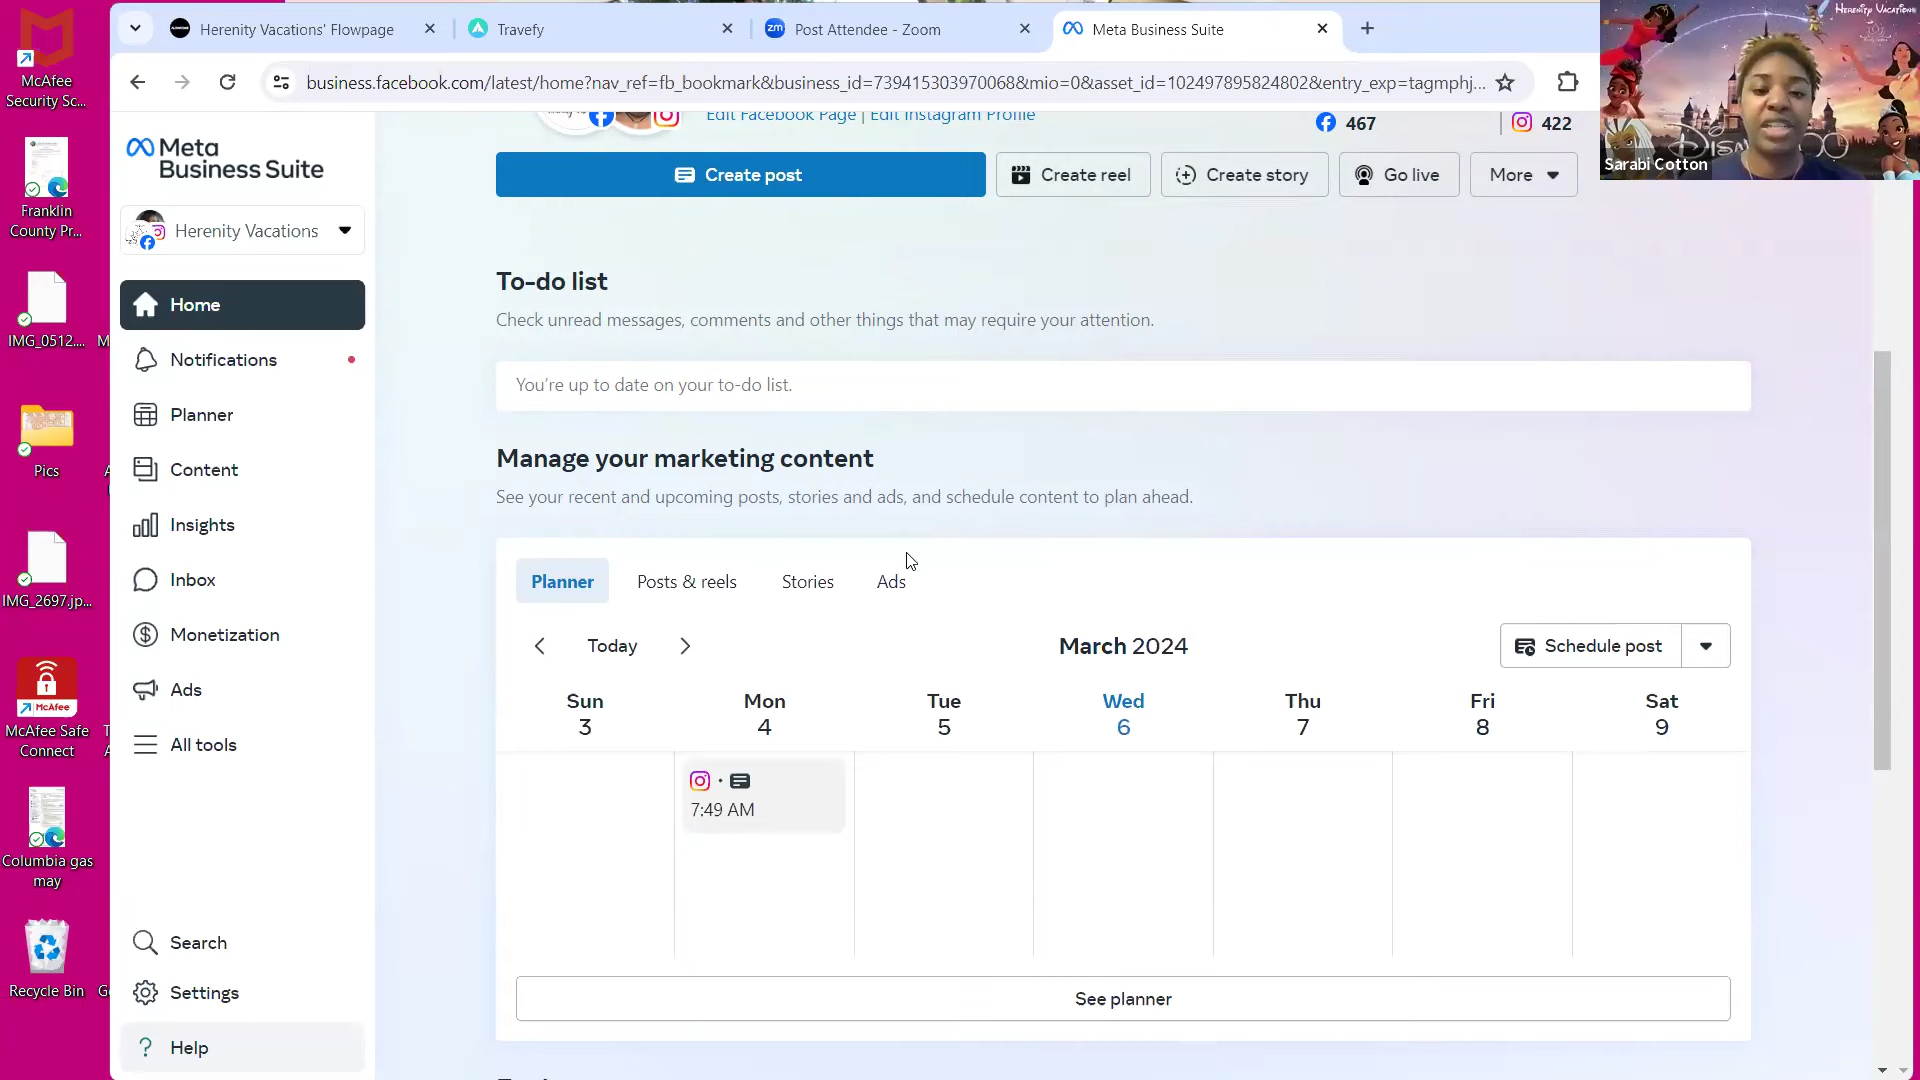 Herenity Vacations' Flowpage
Travefy
Post Attendee - Zoom
Meta Business Suite
business.facebook.com/latest/home?nav_ref=fb_bookmark&business_id=739415303970068&mio=0&asset_id=102497895824802&entry_exp=tagmphj...
HERENITY VACATIONS
Sarabi Cotton
McAfee
Security Sc...
Franklin
County Pr...
IMG_0512....
Pics
IMG_2697.jp...
McAfee
McAfee Safe
Connect
Columbia gas
may
Recycle Bin
Meta
Business Suite
Herenity Vacations
Home
Notifications
Planner
Content
Insights
Inbox
Monetization
Ads
All tools
Search
Settings
Help
Edit Facebook Page | Edit Instagram Profile
467
422
Create post
Create reel
Create story
Go live
More
To-do list
Check unread messages, comments and other things that may require your attention.
You're up to date on your to-do list.
Manage your marketing content
See your recent and upcoming posts, stories and ads, and schedule content to plan ahead.
Planner
Posts & reels
Stories
Ads
Today
March 2024
Schedule post
Sun
3
Mon
4
Tue
5
Wed
6
Thu
7
Fri
8
Sat
9
7:49 AM
See planner